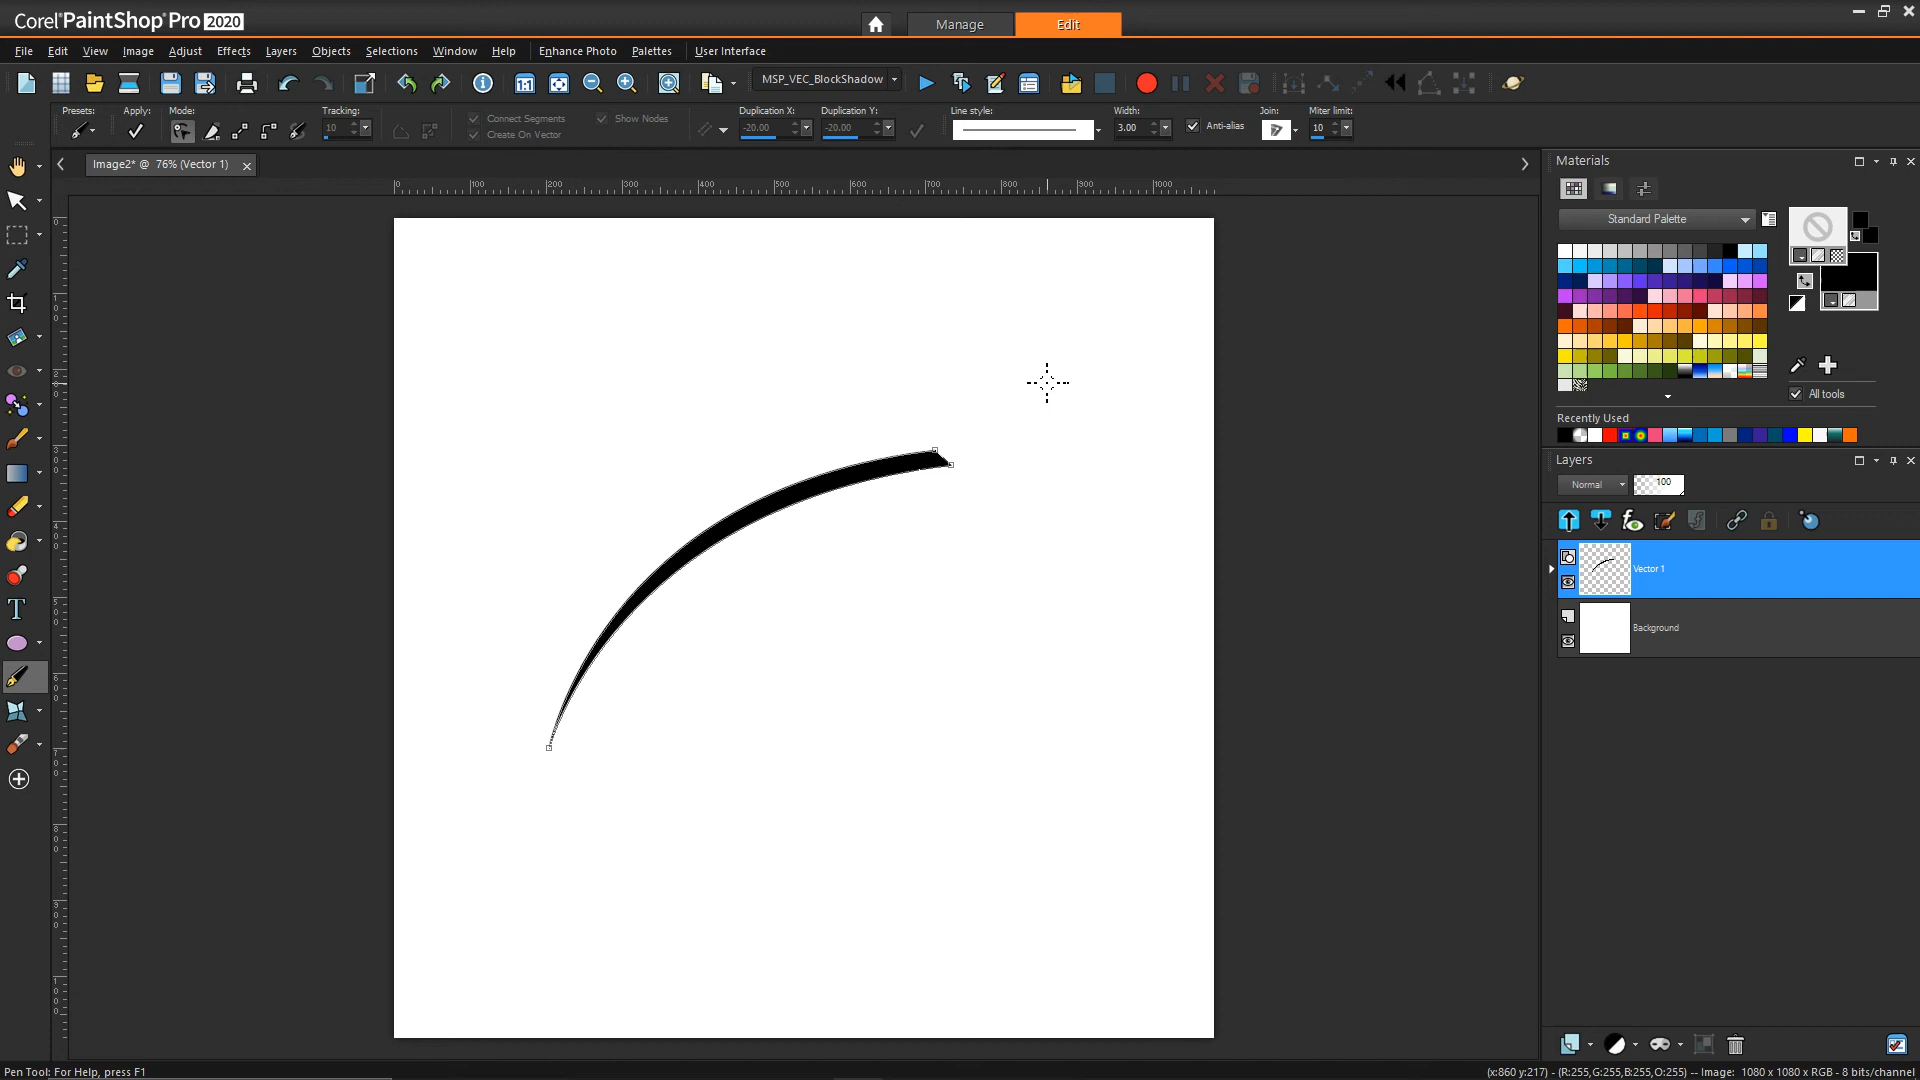 Corel PaintShop Pro 2020
Manage
Edit
File Edit View Image Adjust Effects Layers Objects Selections Window Help Enhance Photo Palettes User Interface
MSP_VEC_BlockShadow
Presets: Apply: Mode: Tracking: Duplication X: Duplication Y: Line style: Width: Join: Miter limit:
Connect Segments
Create On Vector
Show Nodes
Anti-alias
10 -20.00 -20.00 3.00 10
Image2* @ 76% (Vector 1)
Materials
Standard Palette
All tools
Recently Used
Layers
Normal
100
Vector 1
Background
Pen Tool: For Help, press F1
(x:860 y:217) - (R:255,G:255,B:255,O:255) -- Image: 1080 x 1080 x RGB - 8 bits/channel